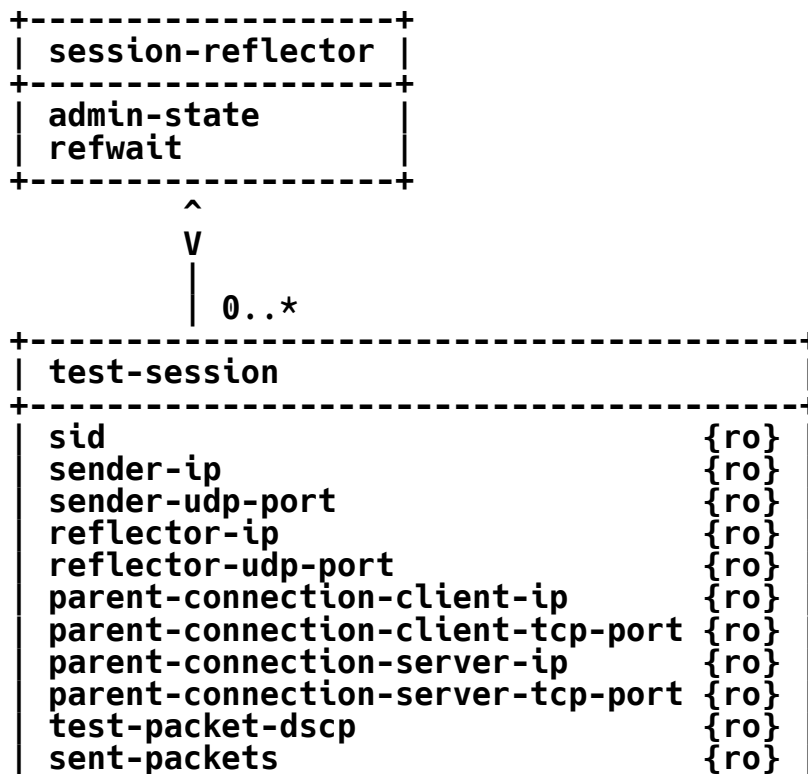 +-------------------+
| session-reflector |
+-------------------+
| admin-state       |
| refwait           |
+-------------------+
         ^
         V
         |
         | 0..*
+----------------------------------------+
| test-session                           |
+----------------------------------------+
| sid                               {ro} |
| sender-ip                         {ro} |
| sender-udp-port                   {ro} |
| reflector-ip                      {ro} |
| reflector-udp-port                {ro} |
| parent-connection-client-ip       {ro} |
| parent-connection-client-tcp-port {ro} |
| parent-connection-server-ip       {ro} |
| parent-connection-server-tcp-port {ro} |
| test-packet-dscp                  {ro} |
| sent-packets                      {ro} |